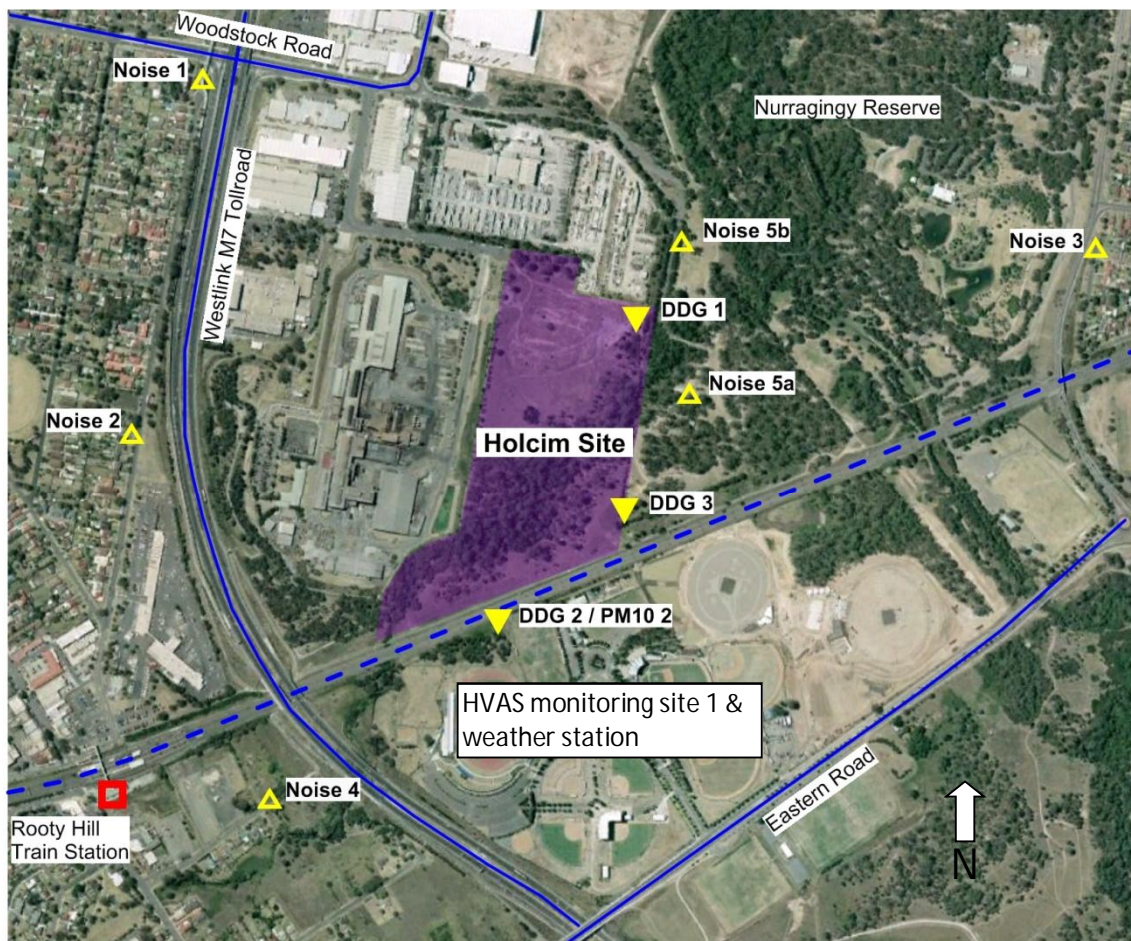 Woodstock Road
Noise 1
Nurragingy Reserve
Westlink M7 Tollroad
Noise 5b
Noise 3
DDG 1
Noise 5a
Noise 2
Holcim Site
DDG 3
DDG 2 / PM10 2
HVAS monitoring site 1 &
weather station
Eastern Road
Noise 4
Rooty Hill
Train Station
N